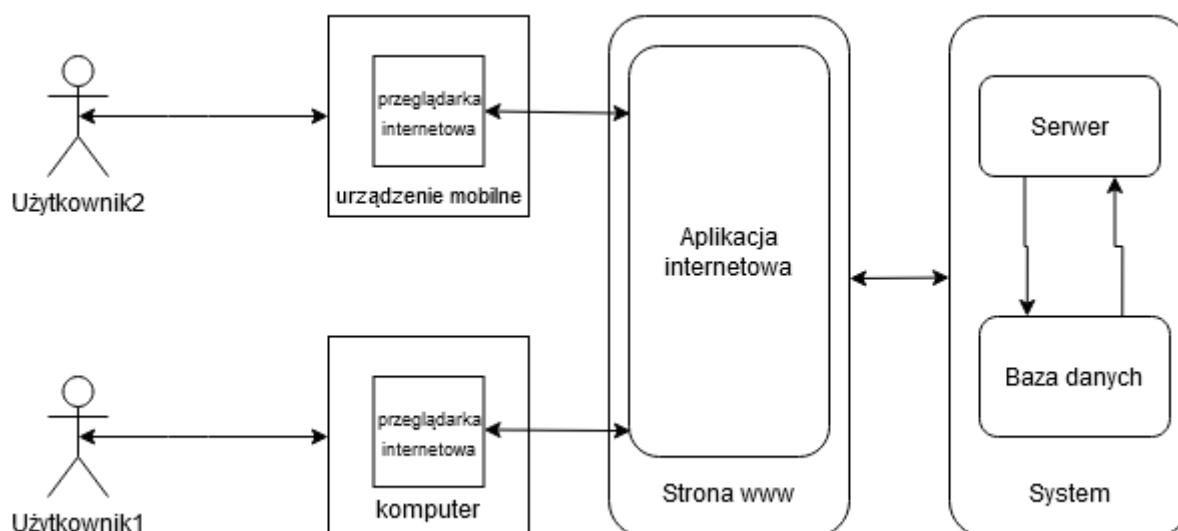 przeglądarka
internetowa
urządzenie mobilne
Użytkownik2
Aplikacja
internetowa
Serwer
Baza danych
przeglądarka
internetowa
komputer
Użytkownik1
Strona www
System